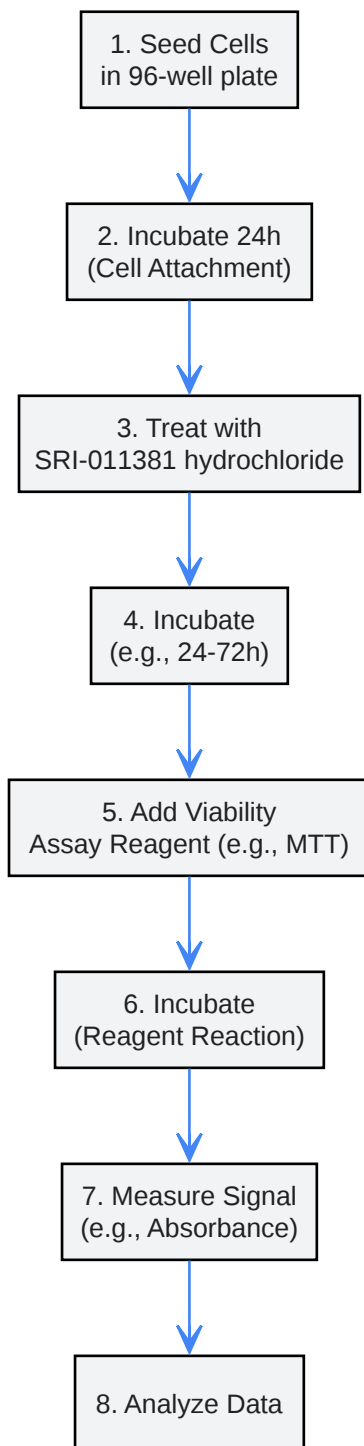 1. Seed Cells
in 96-well plate
2. Incubate 24h
(Cell Attachment)
3. Treat with
SRI-011381 hydrochloride
4. Incubate
(e.g., 24-72h)
5. Add Viability
Assay Reagent (e.g., MTT)
6. Incubate
(Reagent Reaction)
7. Measure Signal
(e.g., Absorbance)
8. Analyze Data